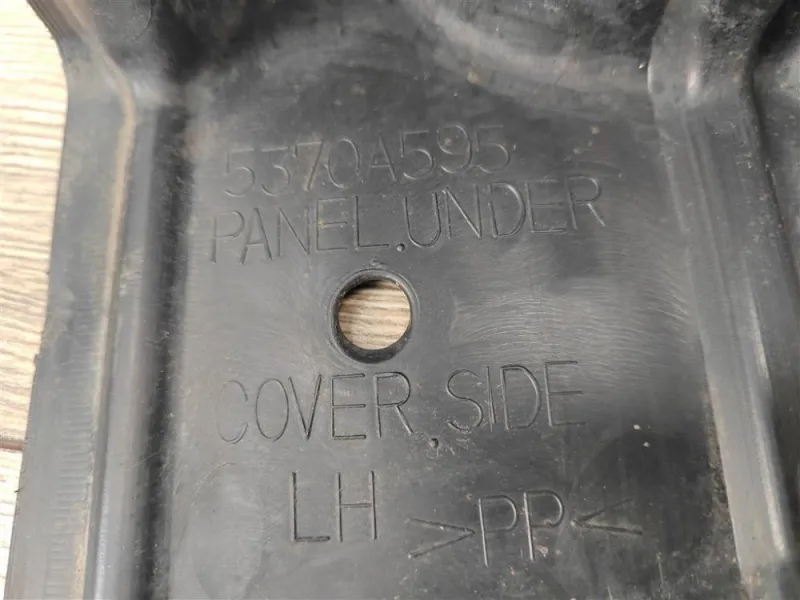 5370A595
PANEL,UNDER
COVER,SIDE
LH >PP<